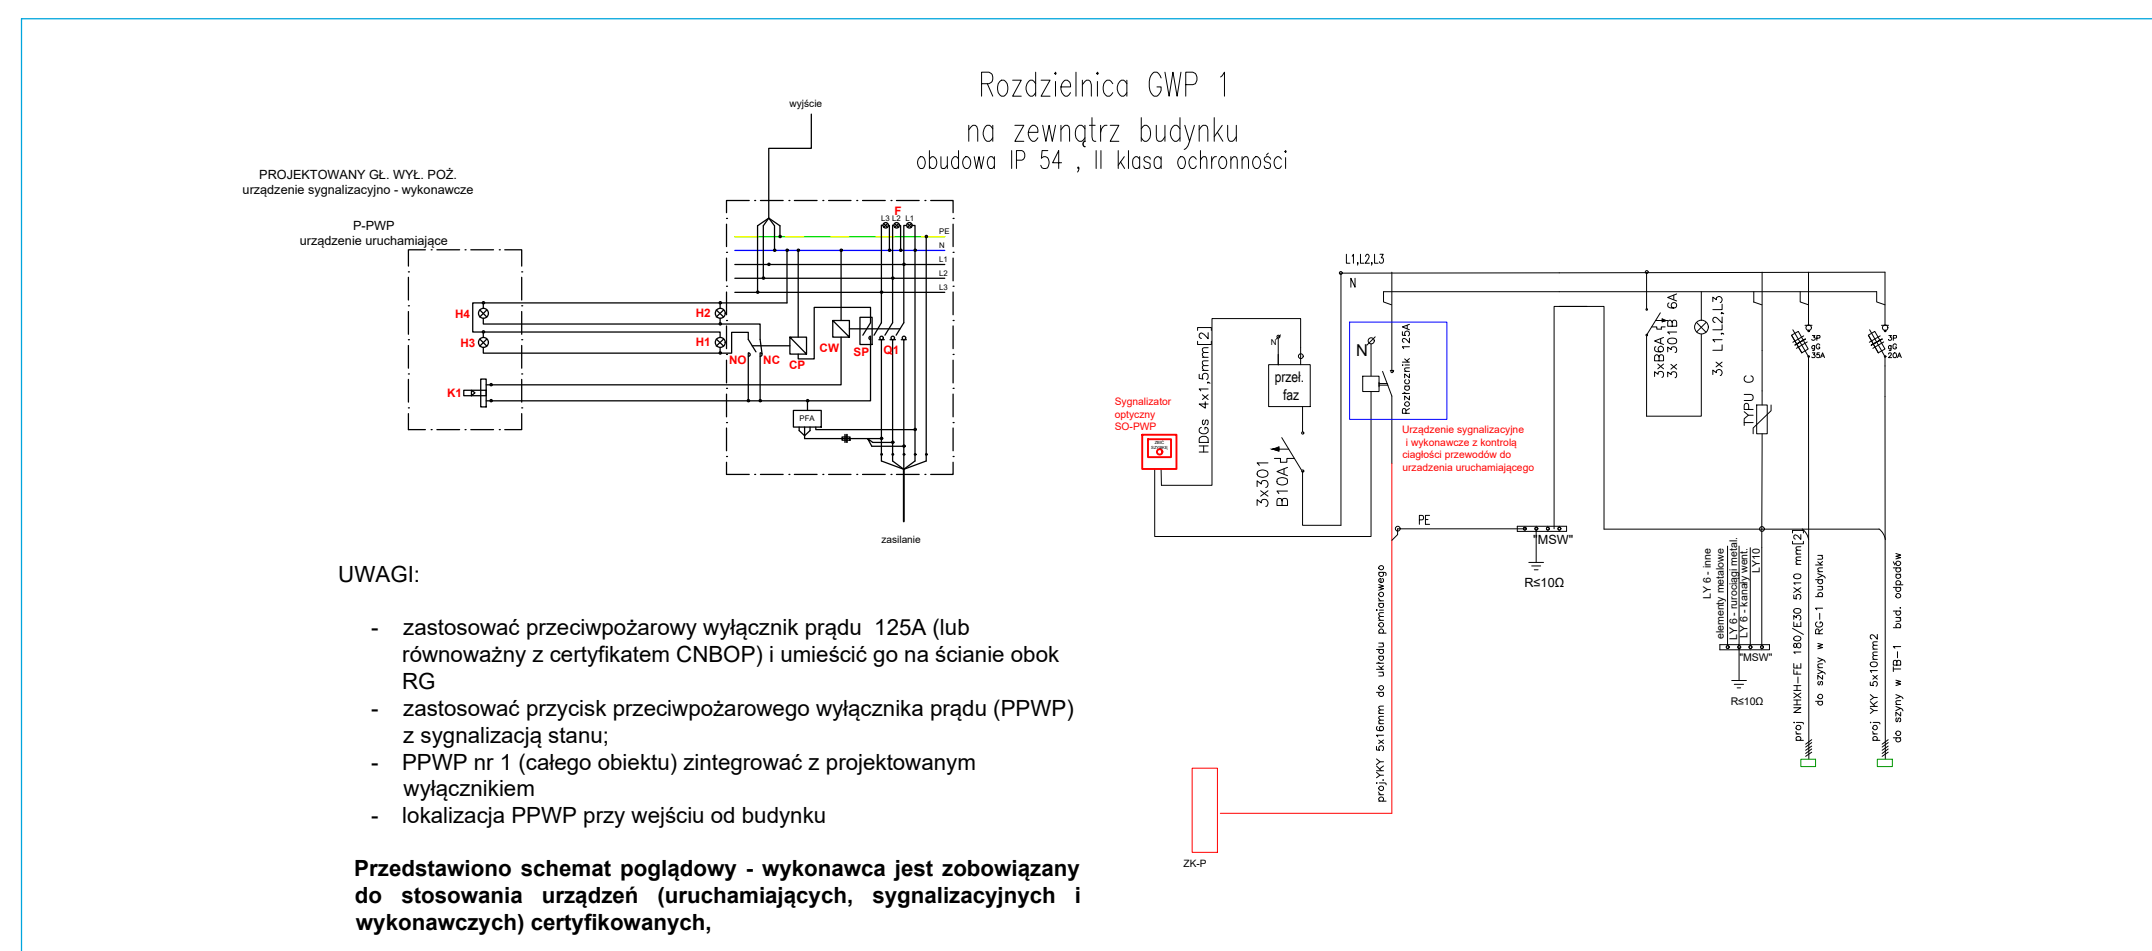 Rozdzielnica GWP 1
na zewnątrz budynku
obudowa IP 54 , II klasa ochronności
wyjście
PROJEKTOWANY GŁ. WYŁ. POŻ.
urządzenie sygnalizacyjno - wykonawcze
P-PWP
urządzenie uruchamiające
F
L3 L2 L1
PE
N
L1
L2
L3
H4
H3
K1
H2
H1
NO
NC
CP
CW
SP
Q1
PFA
zasilanie
UWAGI:
- zastosować przeciwpożarowy wyłącznik prądu 125A (lub
równoważny z certyfikatem CNBOP) i umieścić go na ścianie obok
RG
- zastosować przycisk przeciwpożarowego wyłącznika prądu (PPWP)
z sygnalizacją stanu;
- PPWP nr 1 (całego obiektu) zintegrować z projektowanym
wyłącznikiem
- lokalizacja PPWP przy wejściu od budynku
Przedstawiono schemat poglądowy - wykonawca jest zobowiązany
do stosowania urządzeń (uruchamiających, sygnalizacyjnych i
wykonawczych) certyfikowanych,
L1,L2,L3
N
Sygnalizator
optyczny
SO-PWP
HDGs 4x1,5mm[2]
N
przeł.
faz
3x301
B10A
N
Rozłacznik 125A
Urządzenie sygnalizacyjne
i wykonawcze z kontrolą
ciagłości przewodów do
urzadzenia uruchamiającego
PE
"MSW"
R≤10Ω
proj.YKY 5x16mm do układu pomiarowego
ZK-P
3xB6A
3x 301B 6A
3x L1,L2,L3
TYPU C
3P
gG
35A
3P
gG
20A
LY 6 - inne
elementy metalowe
LY 6 - rurociągi metal.
LY 6 - kanały went.
LY10
"MSW"
R≤10Ω
proj NHXH-FE 180/E30 5X10 mm[2]
do szyny w RG-1 budynku
proj YKY 5x10mm2
do szyny w TB-1 bud. odpadów